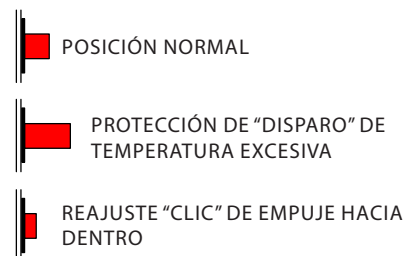 POSICIÓN NORMAL
PROTECCIÓN DE “DISPARO” DE
TEMPERATURA EXCESIVA
REAJUSTE “CLIC” DE EMPUJE HACIA
DENTRO